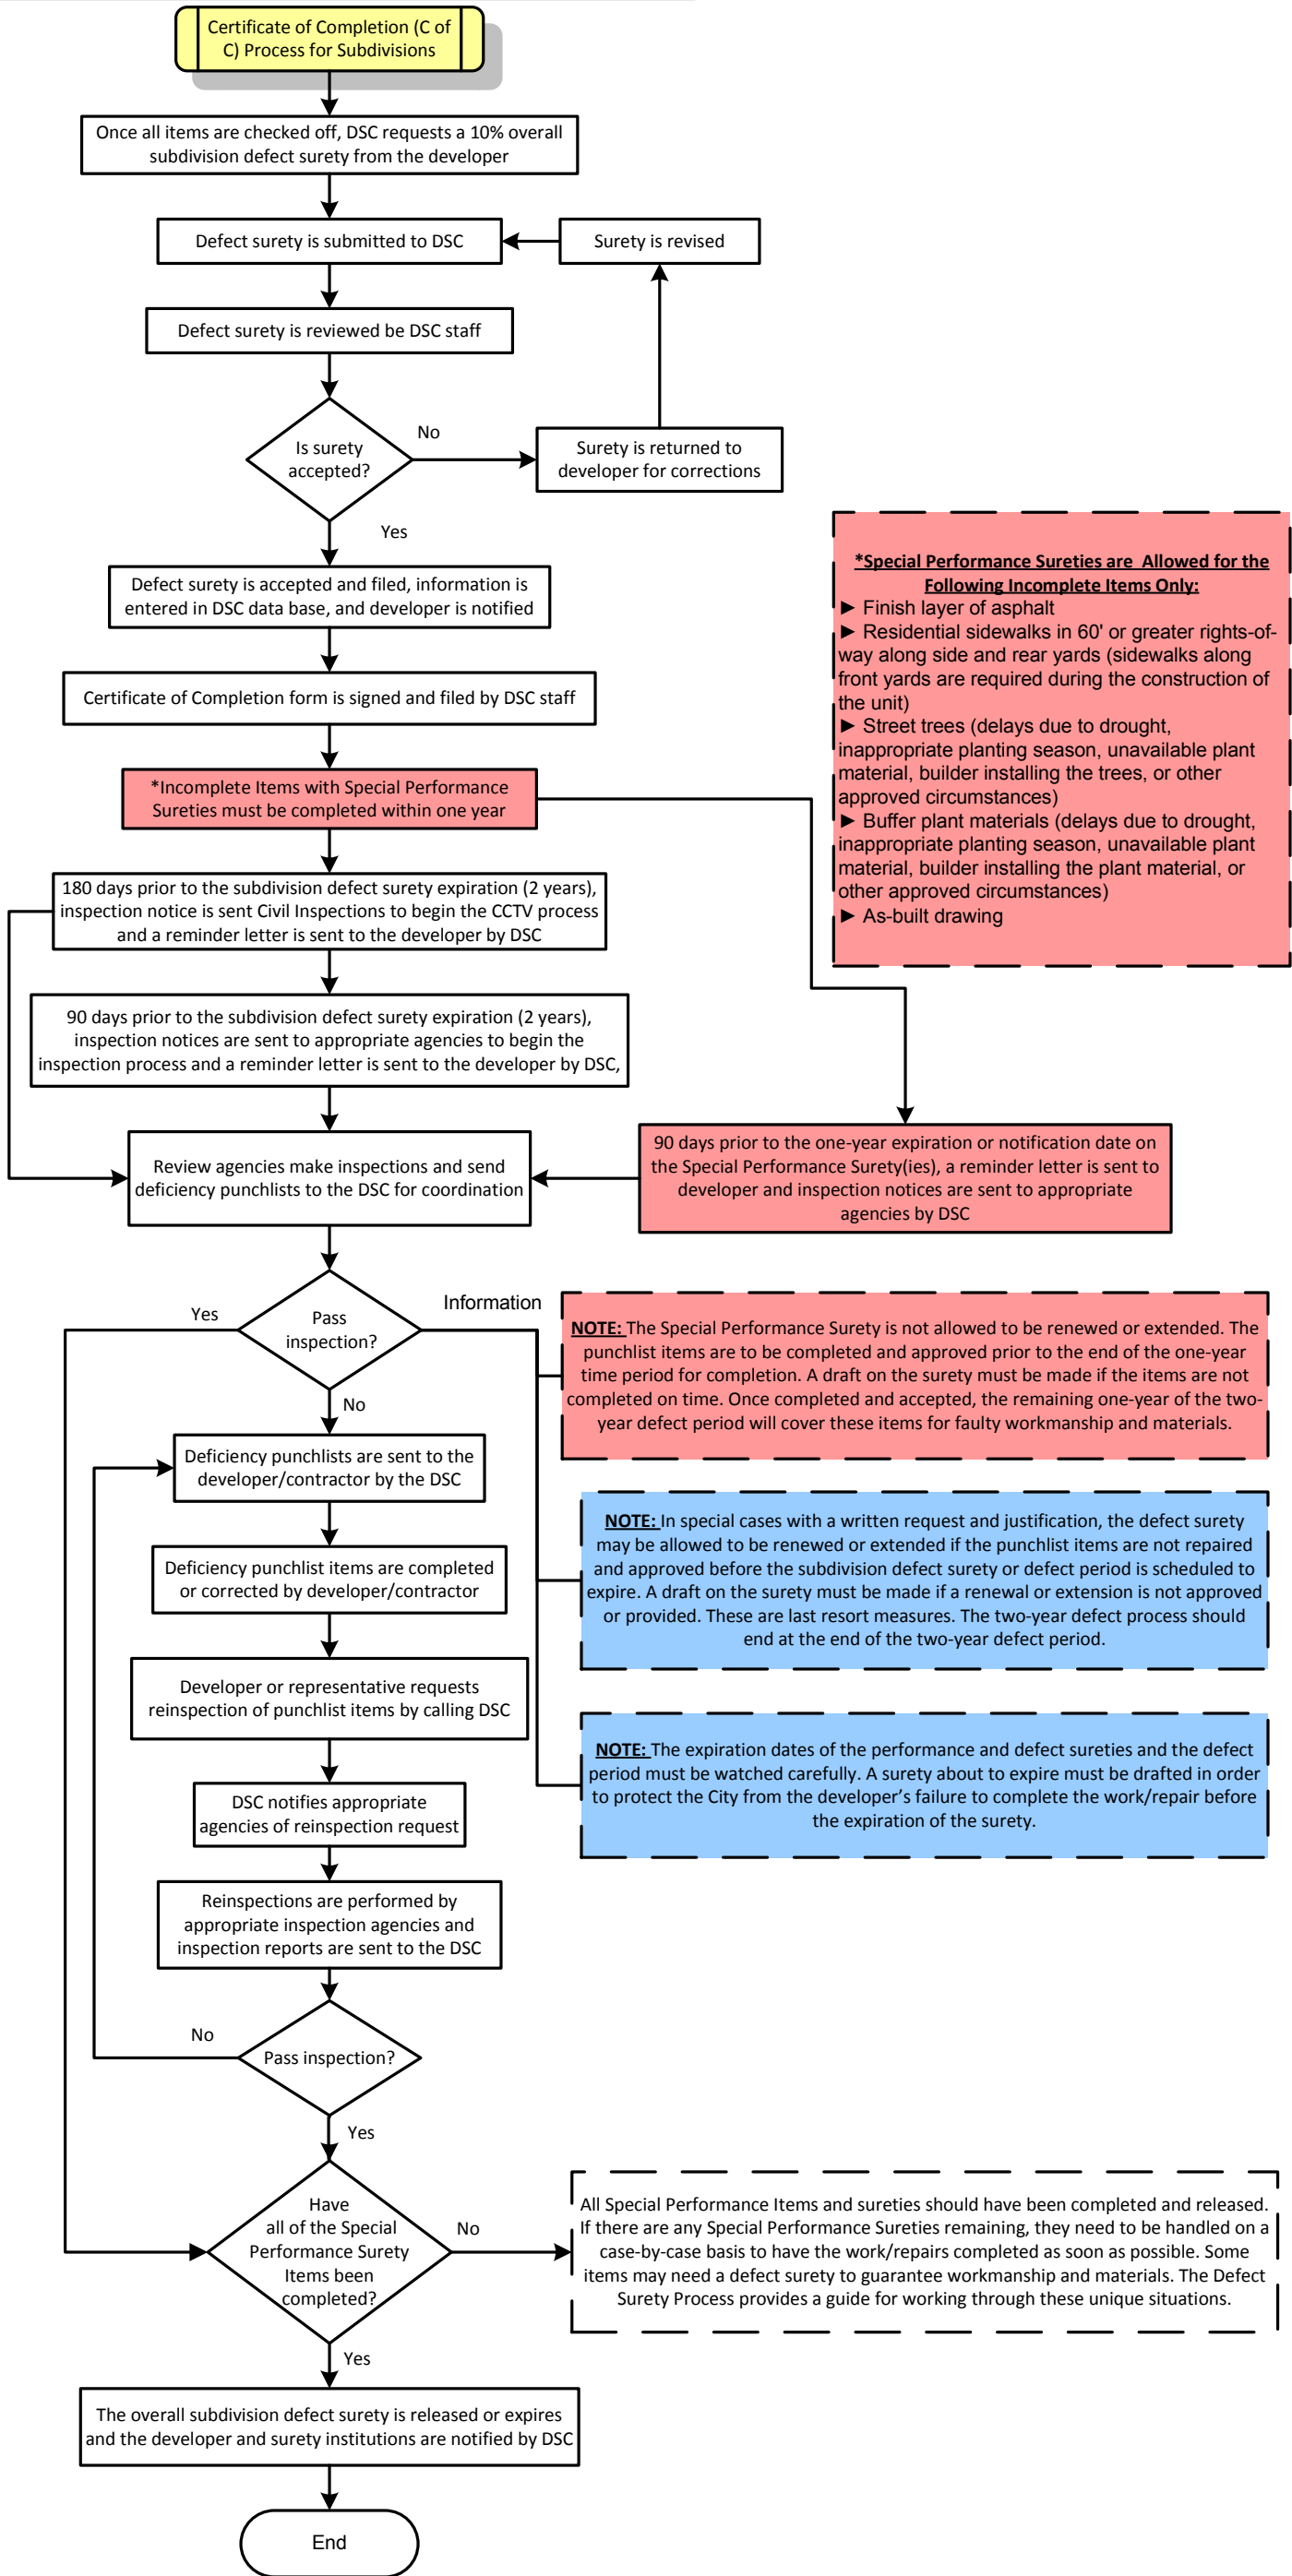 Certificate of Completion (C of
C) Process for Subdivisions
Once all items are checked off, DSC requests a 10% overall
subdivision defect surety from the developer
Defect surety is submitted to DSC
Surety is revised
Defect surety is reviewed be DSC staff
Is surety
accepted?
No
Surety is returned to
developer for corrections
Yes
Defect surety is accepted and filed, information is
entered in DSC data base, and developer is notified
*Special Performance Sureties are Allowed for the
Following Incomplete Items Only:
► Finish layer of asphalt
► Residential sidewalks in 60' or greater rights-of-
way along side and rear yards (sidewalks along
front yards are required during the construction of
the unit)
► Street trees (delays due to drought,
inappropriate planting season, unavailable plant
material, builder installing the trees, or other
approved circumstances)
► Buffer plant materials (delays due to drought,
inappropriate planting season, unavailable plant
material, builder installing the plant material, or
other approved circumstances)
► As-built drawing
Certificate of Completion form is signed and filed by DSC staff
*Incomplete Items with Special Performance
Sureties must be completed within one year
180 days prior to the subdivision defect surety expiration (2 years),
inspection notice is sent Civil Inspections to begin the CCTV process
and a reminder letter is sent to the developer by DSC
90 days prior to the subdivision defect surety expiration (2 years),
inspection notices are sent to appropriate agencies to begin the
inspection process and a reminder letter is sent to the developer by DSC,
Review agencies make inspections and send
deficiency punchlists to the DSC for coordination
90 days prior to the one-year expiration or notification date on
the Special Performance Surety(ies), a reminder letter is sent to
developer and inspection notices are sent to appropriate
agencies by DSC
Yes
Pass
inspection?
Information
No
NOTE: The Special Performance Surety is not allowed to be renewed or extended. The
punchlist items are to be completed and approved prior to the end of the one-year
time period for completion. A draft on the surety must be made if the items are not
completed on time. Once completed and accepted, the remaining one-year of the two-
year defect period will cover these items for faulty workmanship and materials.
Deficiency punchlists are sent to the
developer/contractor by the DSC
NOTE: In special cases with a written request and justification, the defect surety
may be allowed to be renewed or extended if the punchlist items are not repaired
and approved before the subdivision defect surety or defect period is scheduled to
expire. A draft on the surety must be made if a renewal or extension is not approved
or provided. These are last resort measures. The two-year defect process should
end at the end of the two-year defect period.
Deficiency punchlist items are completed
or corrected by developer/contractor
Developer or representative requests
reinspection of punchlist items by calling DSC
NOTE: The expiration dates of the performance and defect sureties and the defect
period must be watched carefully. A surety about to expire must be drafted in order
to protect the City from the developer's failure to complete the work/repair before
the expiration of the surety.
DSC notifies appropriate
agencies of reinspection request
Reinspections are performed by
appropriate inspection agencies and
inspection reports are sent to the DSC
No
Pass inspection?
Yes
Have
all of the Special
Performance Surety
Items been
completed?
No
All Special Performance Items and sureties should have been completed and released.
If there are any Special Performance Sureties remaining, they need to be handled on a
case-by-case basis to have the work/repairs completed as soon as possible. Some
items may need a defect surety to guarantee workmanship and materials. The Defect
Surety Process provides a guide for working through these unique situations.
Yes
The overall subdivision defect surety is released or expires
and the developer and surety institutions are notified by DSC
End